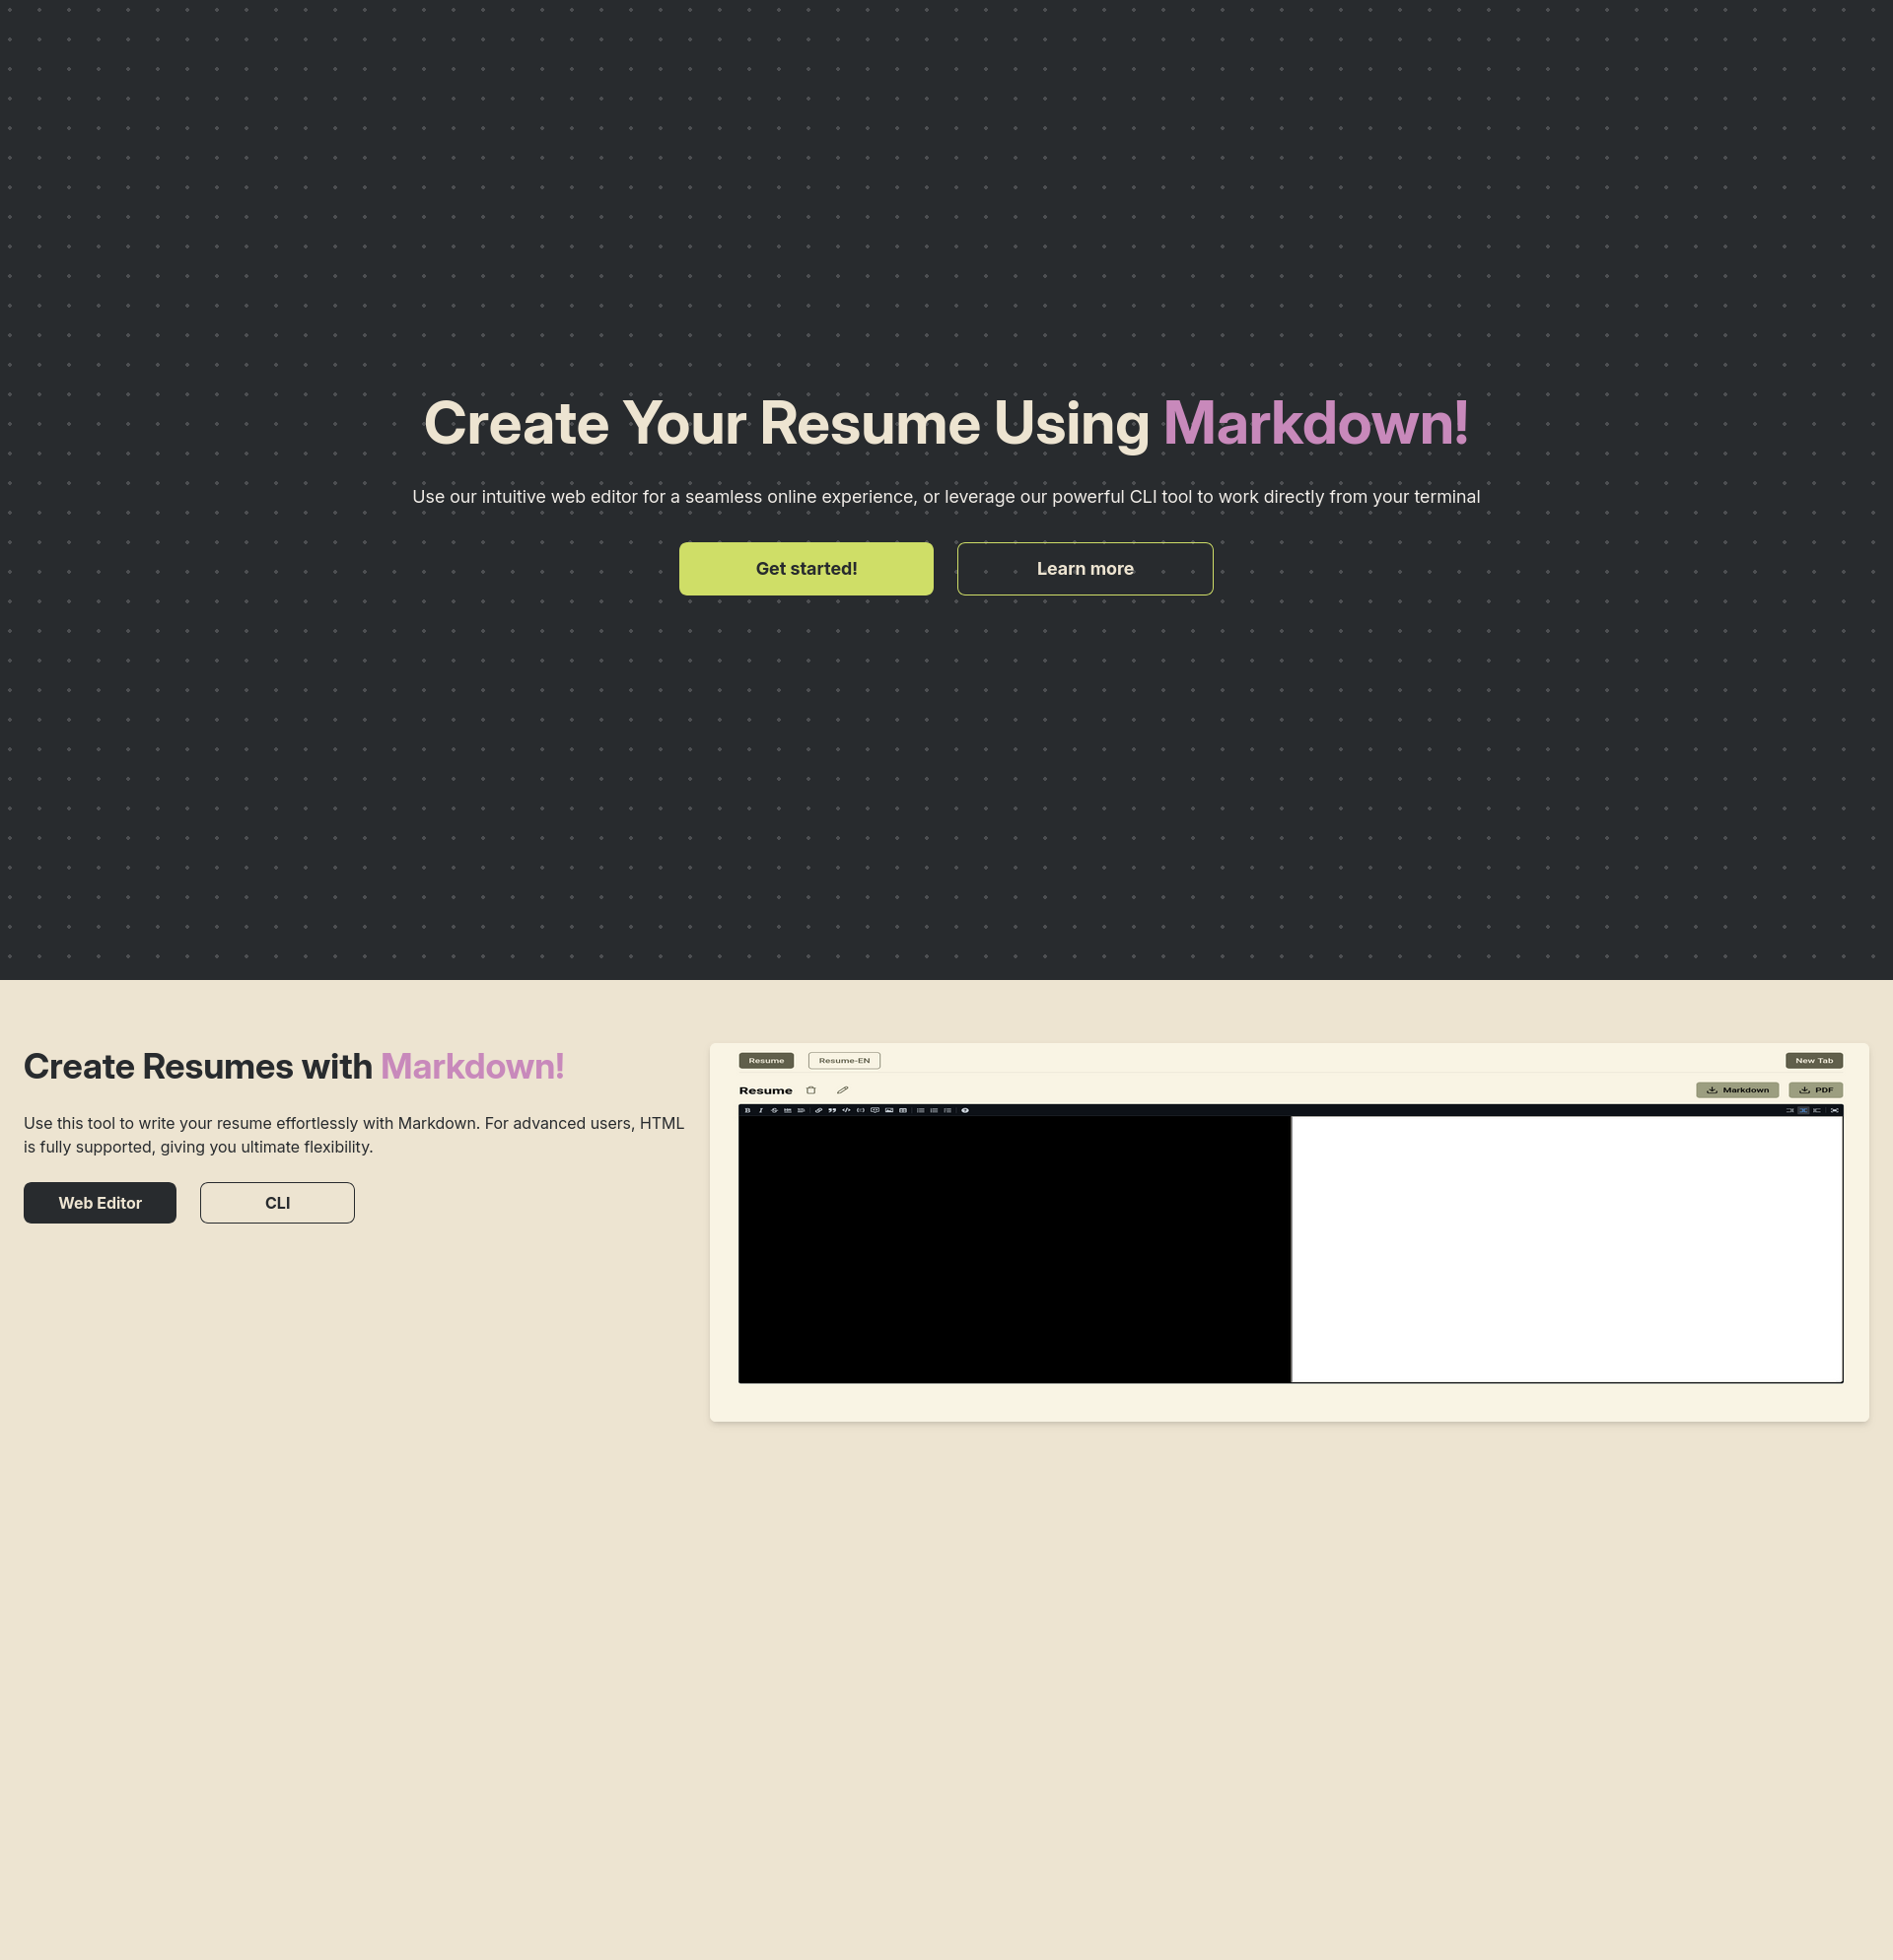 Create Your Resume Using Markdown!
Use our intuitive web editor for a seamless online experience, or leverage our powerful CLI tool to work directly from your terminal
Get started!
Learn more
Create Resumes with Markdown!
Use this tool to write your resume effortlessly with Markdown. For advanced users, HTML
is fully supported, giving you ultimate flexibility.
Web Editor
CLI
Resume
Resume-EN
New Tab
Resume
Markdown
PDF